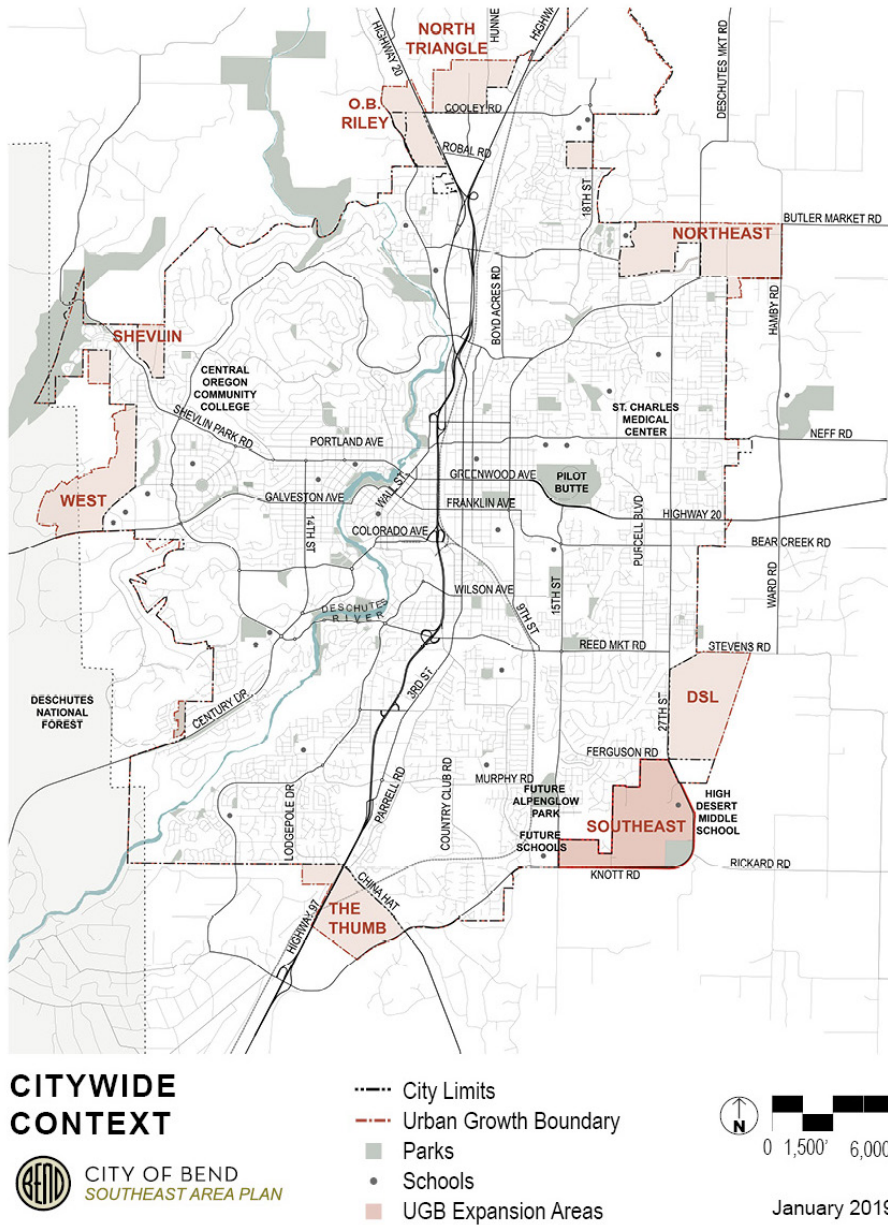 NORTH
TRIANGLE
HIGHWAY 20
HUNNE
HIGHW
DESCHUTES MKT RD
O.B.
RILEY
COOLEY RD
ROBAL RD
18TH ST
BUTLER MARKET RD
NORTHEAST
BOYD ACRES RD
HAMBY RD
SHEVLIN
CENTRAL
OREGON
COMMUNITY
COLLEGE
SHEVLIN PARK RD
PORTLAND AVE
ST. CHARLES
MEDICAL
CENTER
NEFF RD
WEST
GALVESTON AVE
WALL ST
GREENWOOD AVE
PILOT
BUTTE
FRANKLIN AVE
14TH ST
COLORADO AVE
PURCELL BLVD
HIGHWAY 20
BEAR CREEK RD
WILSON AVE
9TH ST
15TH ST
WARD RD
DESCHUTES
RIVER
REED MKT RD
STEVENS RD
DESCHUTES
NATIONAL
FOREST
CENTURY DR
3RD ST
27TH ST
DSL
FERGUSON RD
LODGEPOLE DR
PARRELL RD
COUNTRY CLUB RD
MURPHY RD
FUTURE
ALPENGLOW
PARK
HIGH
DESERT
MIDDLE
SCHOOL
SOUTHEAST
FUTURE
SCHOOLS
KNOTT RD
RICKARD RD
CHINA HAT
HIGHWAY 97
THE
THUMB
CITYWIDE
CONTEXT
BEND
CITY OF BEND
SOUTHEAST AREA PLAN
City Limits
Urban Growth Boundary
Parks
Schools
UGB Expansion Areas
N
0 1,500' 6,000
January 2019